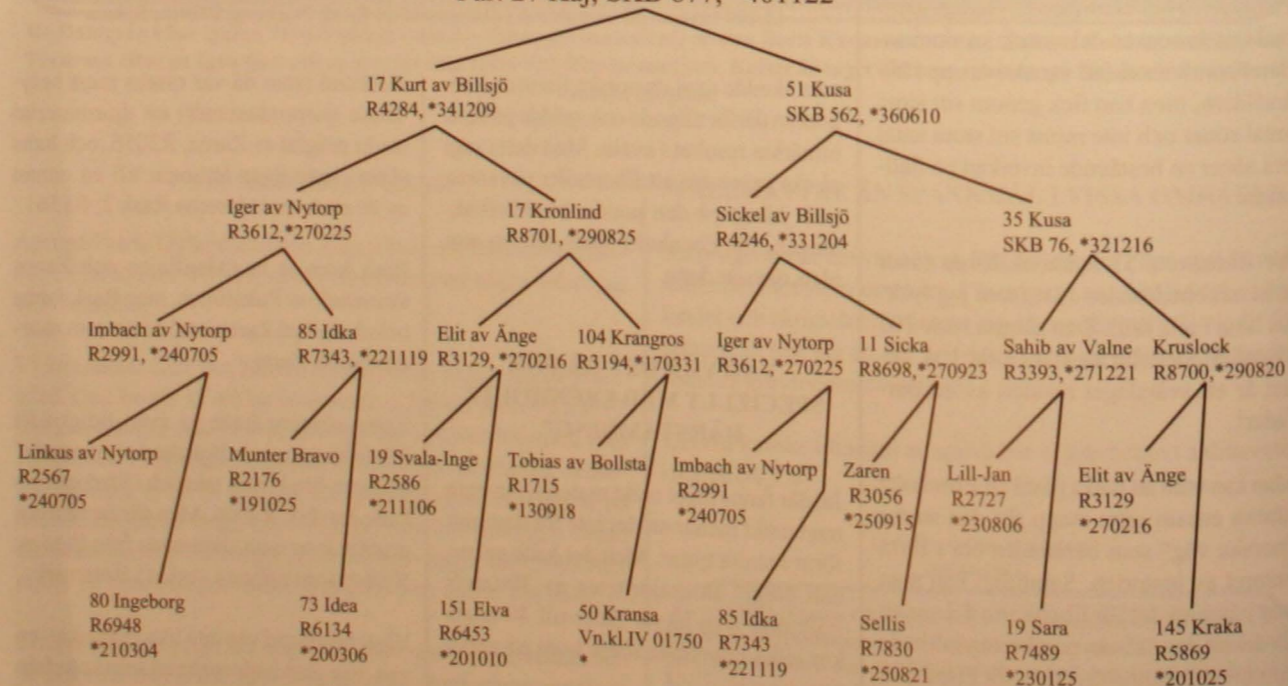 SKB 677, *401122
17 Kurt av Billsjö
R4284, *341209
51 Kusa
SKB 562, *360610
Iger av Nytorp
R3612,*270225
17 Kronlind
R8701, *290825
Sickel av Billsjö
R4246, *331204
35 Kusa
SKB 76, *321216
Imbach av Nytorp
R2991, *240705
85 Idka
R7343, *221119
Elit av Änge
R3129, *270216
104 Krangros
R3194,*170331
Iger av Nytorp
R3612,*270225
11 Sicka
R8698,*270923
Sahib av Valne
R3393,*271221
Kruslock
R8700,*290820
Linkus av Nytorp
R2567
*240705
Munter Bravo
R2176
*191025
19 Svala-Inge
R2586
*211106
Tobias av Bollsta
R1715
*130918
Imbach av Nytorp
R2991
*240705
Zaren
R3056
*250915
Lill-Jan
R2727
*230806
Elit av Änge
R3129
*270216
80 Ingeborg
R6948
*210304
73 Idea
R6134
*200306
151 Elva
R6453
*201010
50 Kransa
Vn.kl.IV 01750
*
85 Idka
R7343
*221119
Sellis
R7830
*250821
19 Sara
R7489
*230125
145 Kraka
R5869
*201025